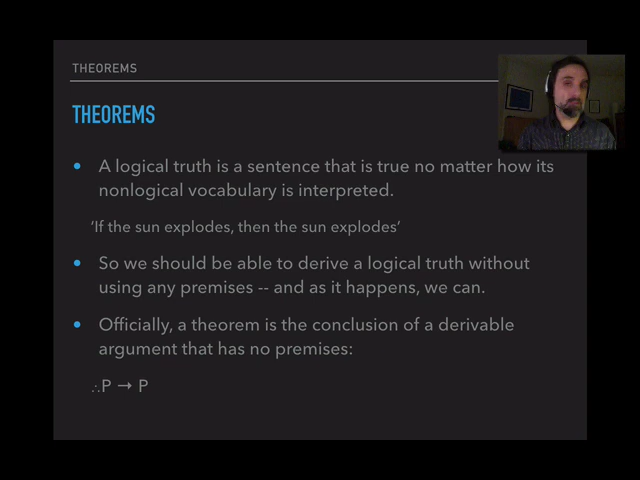 THEOREMS
THEOREMS
• A logical truth is a sentence that is true no matter how its
nonlogical vocabulary is interpreted.
‘If the sun explodes, then the sun explodes’
• So we should be able to derive a logical truth without
using any premises -- and as it happens, we can.
• Officially, a theorem is the conclusion of a derivable
argument that has no premises:
∴P → P